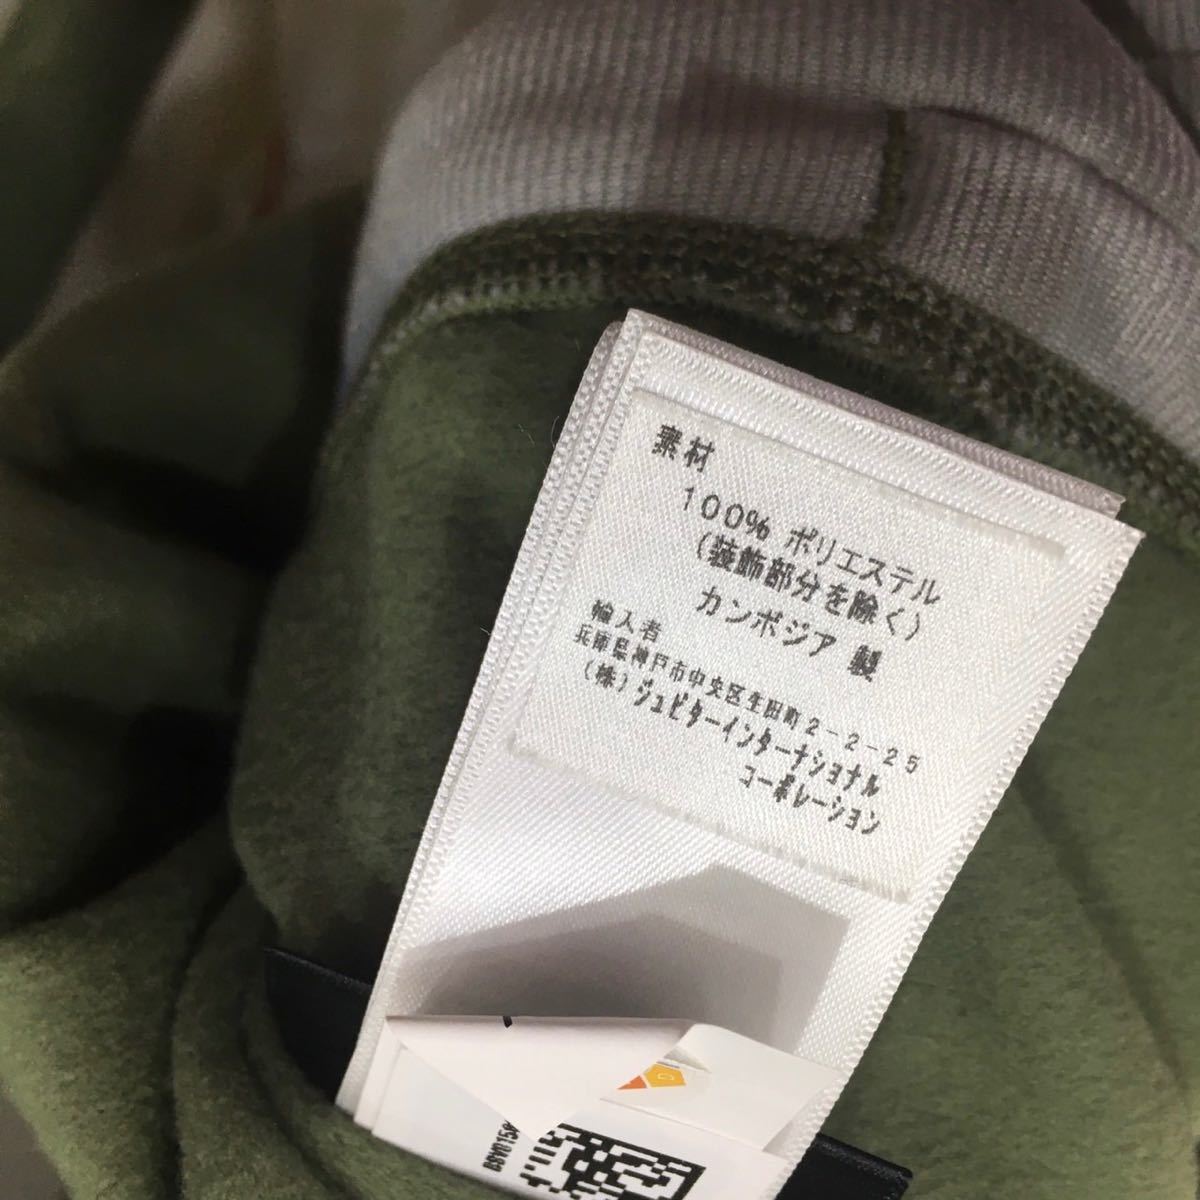 素材
100% ポリエステル
(装飾部分を除く)
カンボジア 製
輸入者
兵庫県神戸市中央区生田町2-2-25
(株)ジュピターインターナショナル
コーポレーション